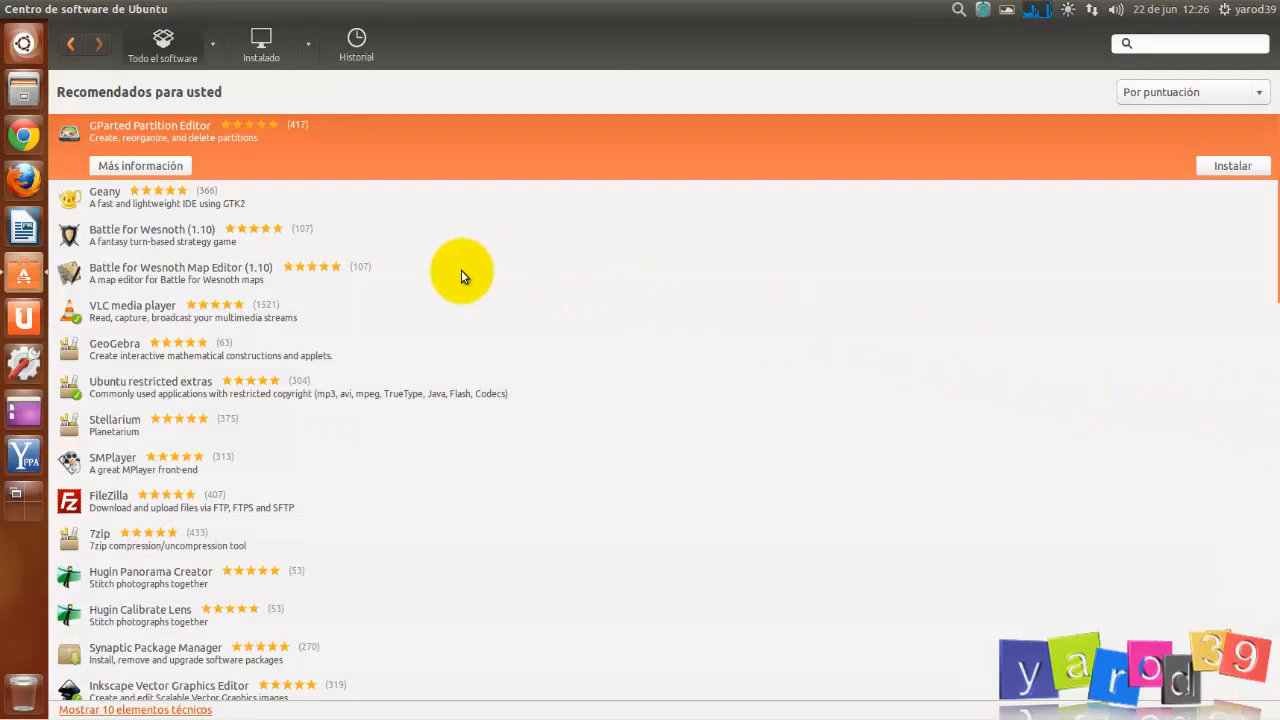 Centro de software de Ubuntu
22 de jun 12:26 yarod39
Todo el software Instalado Historial
Recomendados para usted Por puntuación
GParted Partition Editor (417)
Create, reorganize, and delete partitions
Más información Instalar
Geany (366)
A fast and lightweight IDE using GTK2
Battle for Wesnoth (1.10) (107)
A fantasy turn-based strategy game
Battle for Wesnoth Map Editor (1.10) (107)
A map editor for Battle for Wesnoth maps
VLC media player (1521)
Read, capture, broadcast your multimedia streams
GeoGebra (63)
Create interactive mathematical constructions and applets.
Ubuntu restricted extras (304)
Commonly used applications with restricted copyright (mp3, avi, mpeg, TrueType, Java, Flash, Codecs)
Stellarium (375)
Planetarium
SMPlayer (313)
A great MPlayer front-end
FileZilla (407)
Download and upload files via FTP, FTPS and SFTP
7zip (433)
7zip compression/uncompression tool
Hugin Panorama Creator (53)
Stitch photographs together
Hugin Calibrate Lens (53)
Stitch photographs together
Synaptic Package Manager (270)
Install, remove and upgrade software packages
Inkscape Vector Graphics Editor (319)
Create and edit Scalable Vector Graphics images
Mostrar 10 elementos técnicos
yarod39
Y PPA